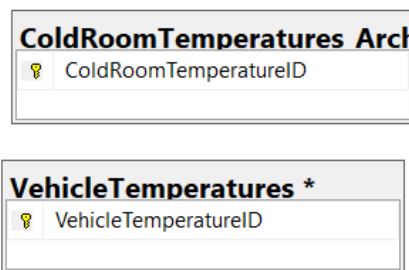 ColdRoomTemperatures_Arch
ColdRoomTemperatureID
VehicleTemperatures *
VehicleTemperatureID